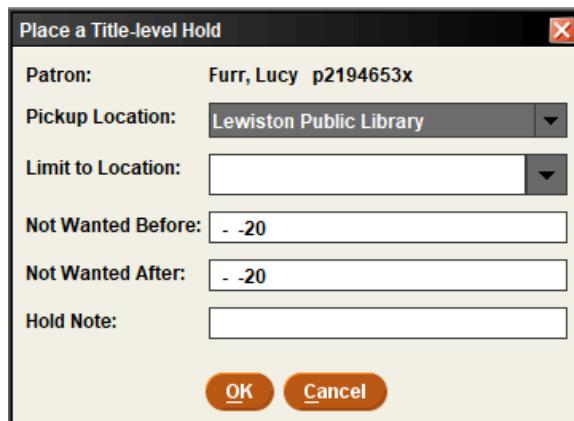 Place a Title-level Hold
Patron: Furr, Lucy p2194653x
Pickup Location: Lewiston Public Library
Limit to Location:
Not Wanted Before: - -20
Not Wanted After: - -20
Hold Note:
OK Cancel